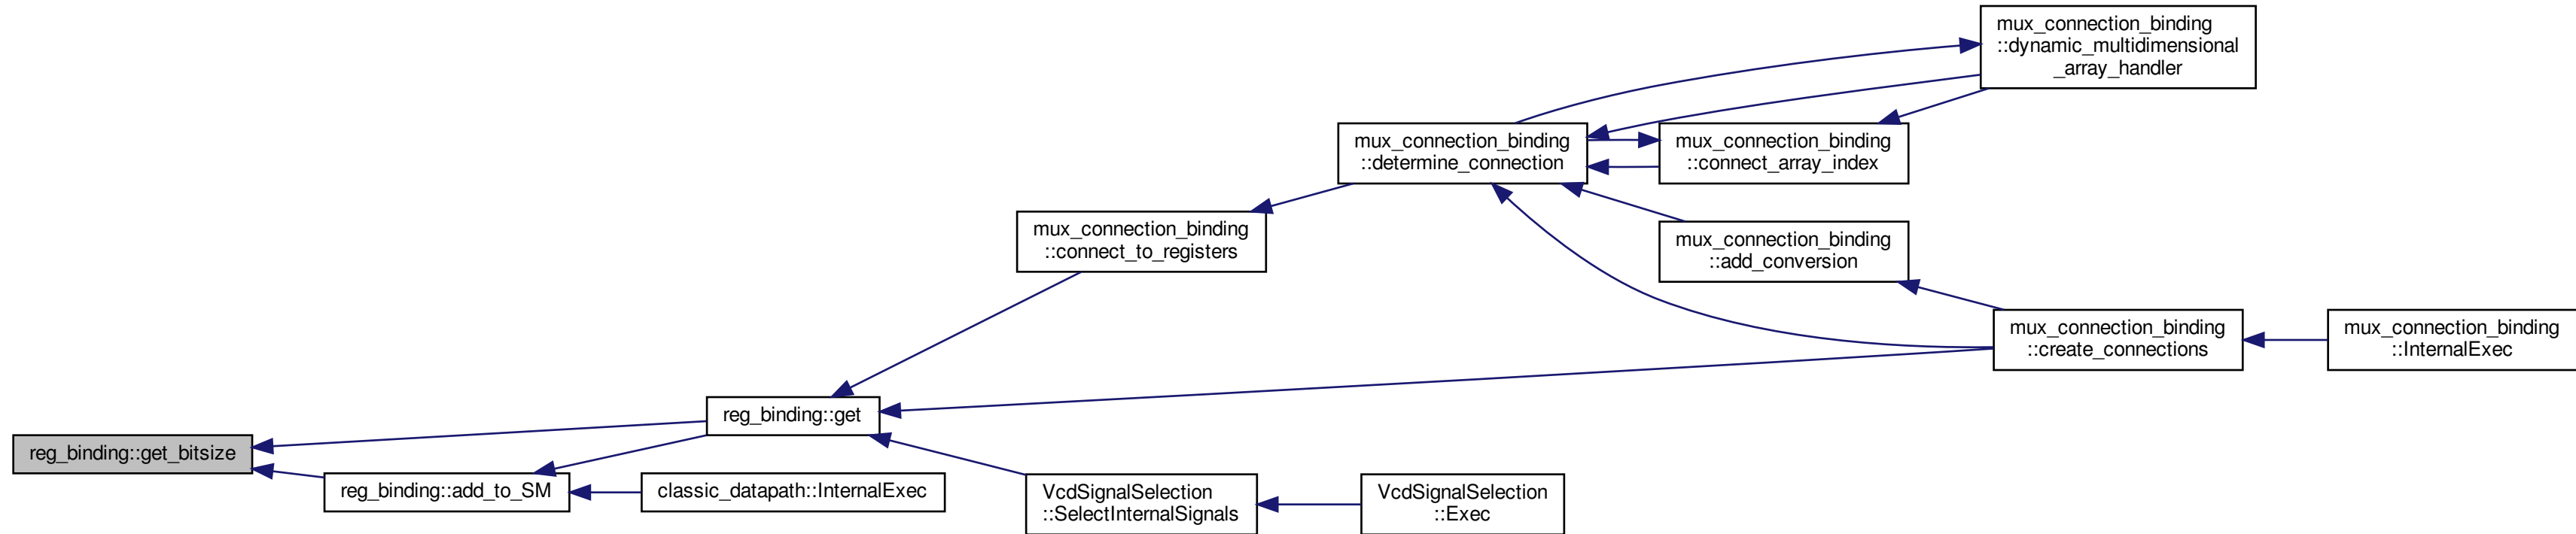 mux_connection_binding
::dynamic_multidimensional
_array_handler
mux_connection_binding
::determine_connection
mux_connection_binding
::connect_array_index
mux_connection_binding
::connect_to_registers
mux_connection_binding
::add_conversion
mux_connection_binding
::create_connections
mux_connection_binding
::InternalExec
reg_binding::get
reg_binding::get_bitsize
reg_binding::add_to_SM
classic_datapath::InternalExec
VcdSignalSelection
::SelectInternalSignals
VcdSignalSelection
::Exec